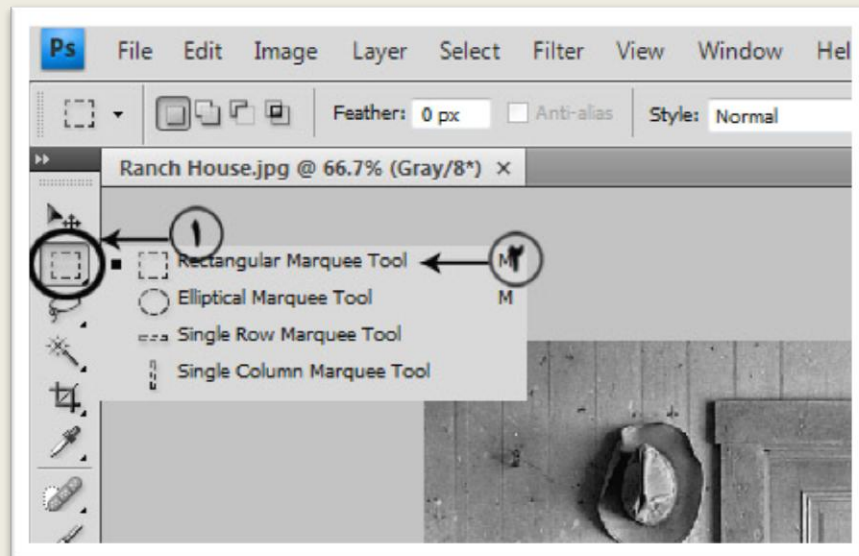 Ps File Edit Image Layer Select Filter View Window Hel
Feather: 0 px Anti-alias Style: Normal
Ranch House.jpg @ 66.7% (Gray/8*) ×
١
Rectangular Marquee Tool M ٢
Elliptical Marquee Tool M
Single Row Marquee Tool
Single Column Marquee Tool